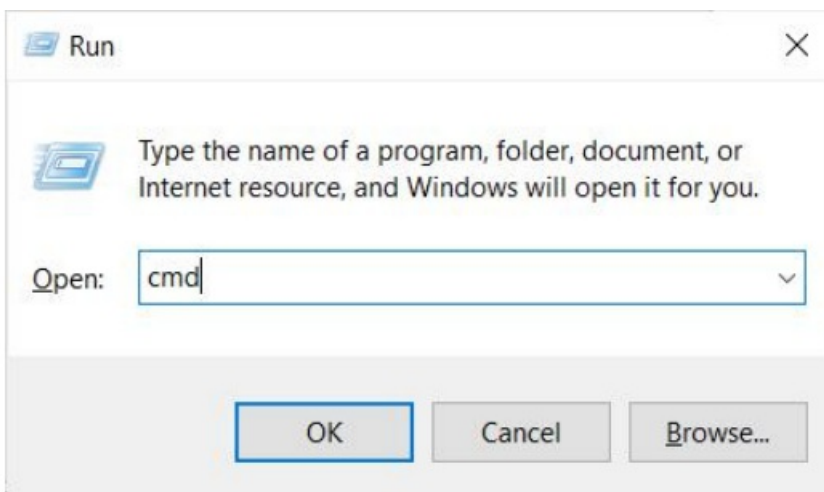 Run
Type the name of a program, folder, document, or
Internet resource, and Windows will open it for you.
Open: cmd
OK Cancel Browse...